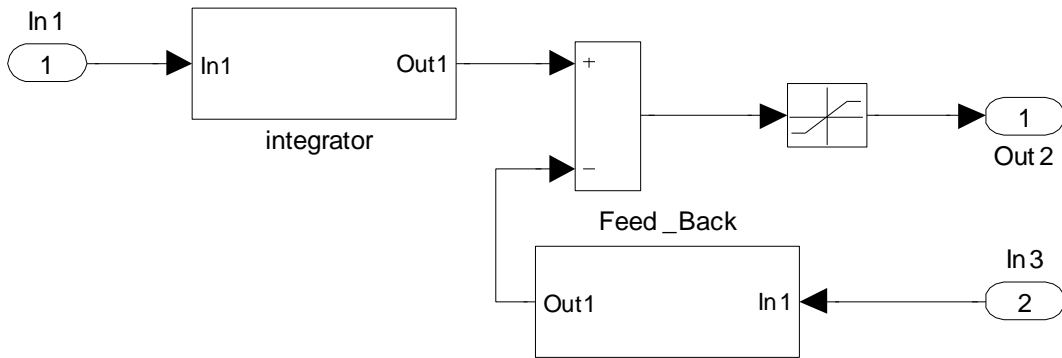 In 1
1
In1
Out1
integrator
+
−
1
Out 2
Feed _Back
Out1
In1
In 3
2